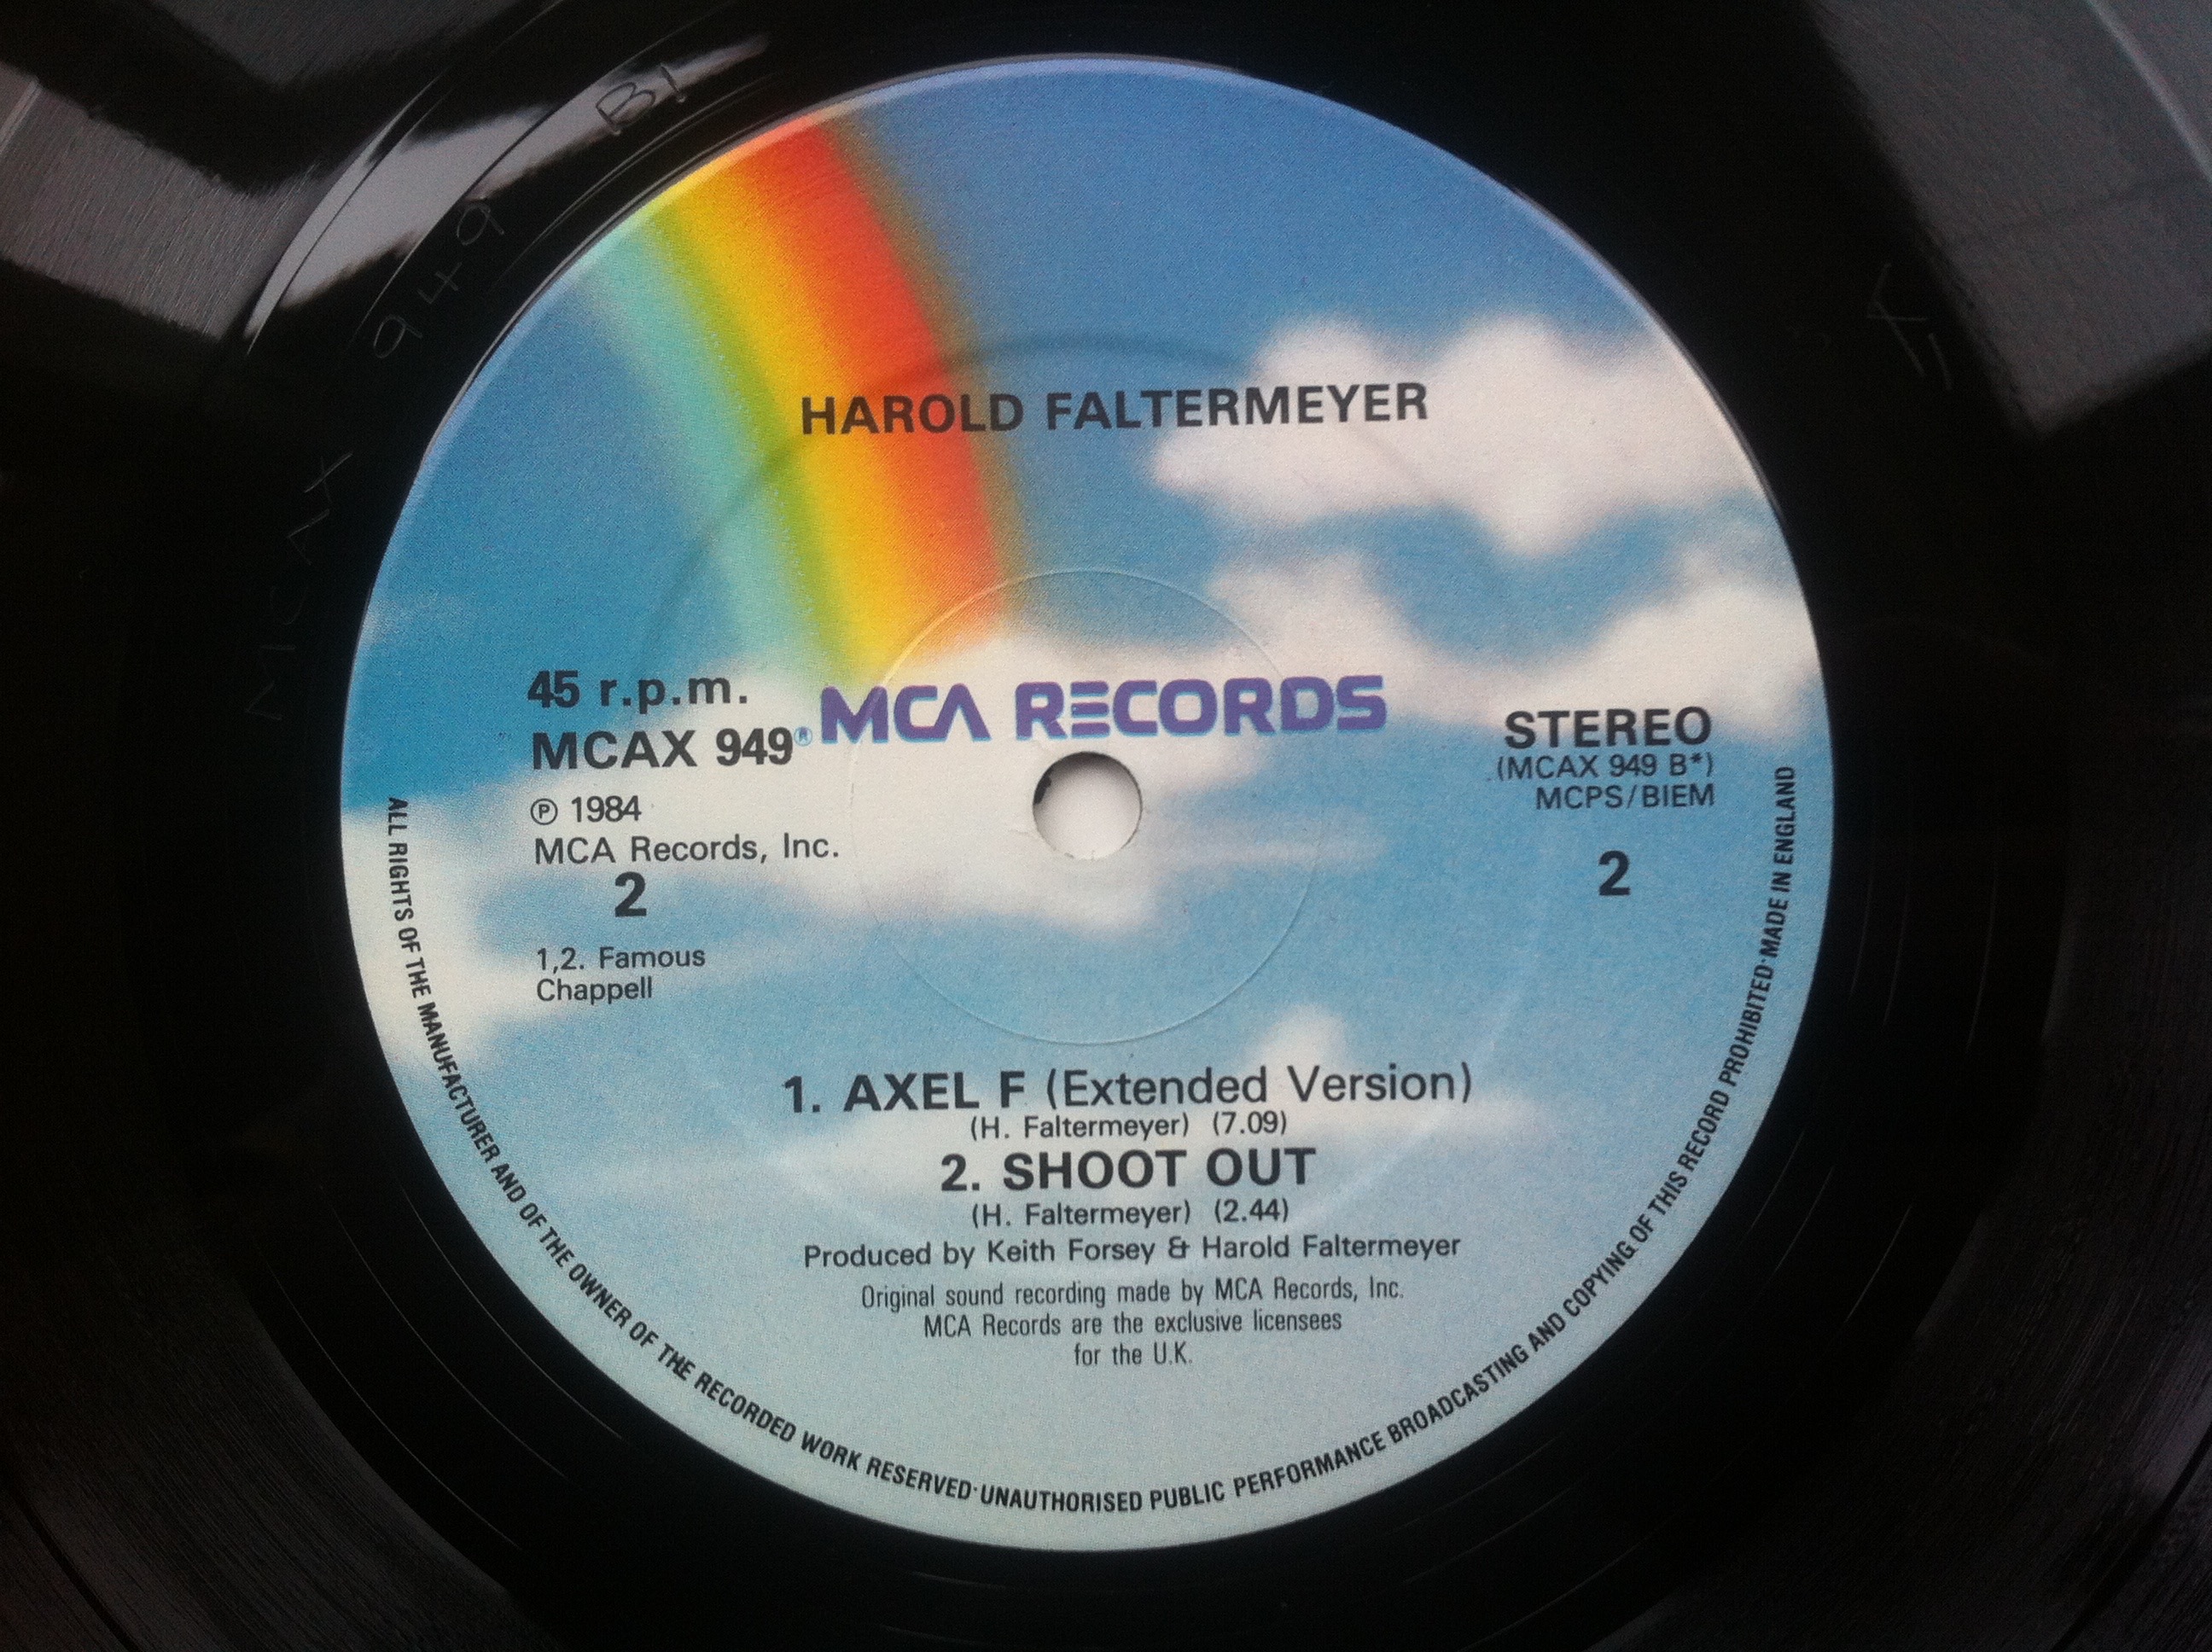 HAROLD FALTERMEYER
45 r.p.m.
MCAX 949
® MCA RECORDS
STEREO
(MCAX 949 B*)
MCPS/BIEM
2
℗ 1984
MCA Records, Inc.
2
1,2. Famous
Chappell
1. AXEL F (Extended Version)
(H. Faltermeyer) (7.09)
2. SHOOT OUT
(H. Faltermeyer) (2.44)
Produced by Keith Forsey & Harold Faltermeyer
Original sound recording made by MCA Records, Inc.
MCA Records are the exclusive licensees
for the U.K.
ALL RIGHTS OF THE MANUFACTURER AND OF THE OWNER OF THE RECORDED WORK RESERVED·UNAUTHORISED PUBLIC PERFORMANCE BROADCASTING AND COPYING OF THIS RECORD PROHIBITED·MADE IN ENGLAND
MCAX 949 B1